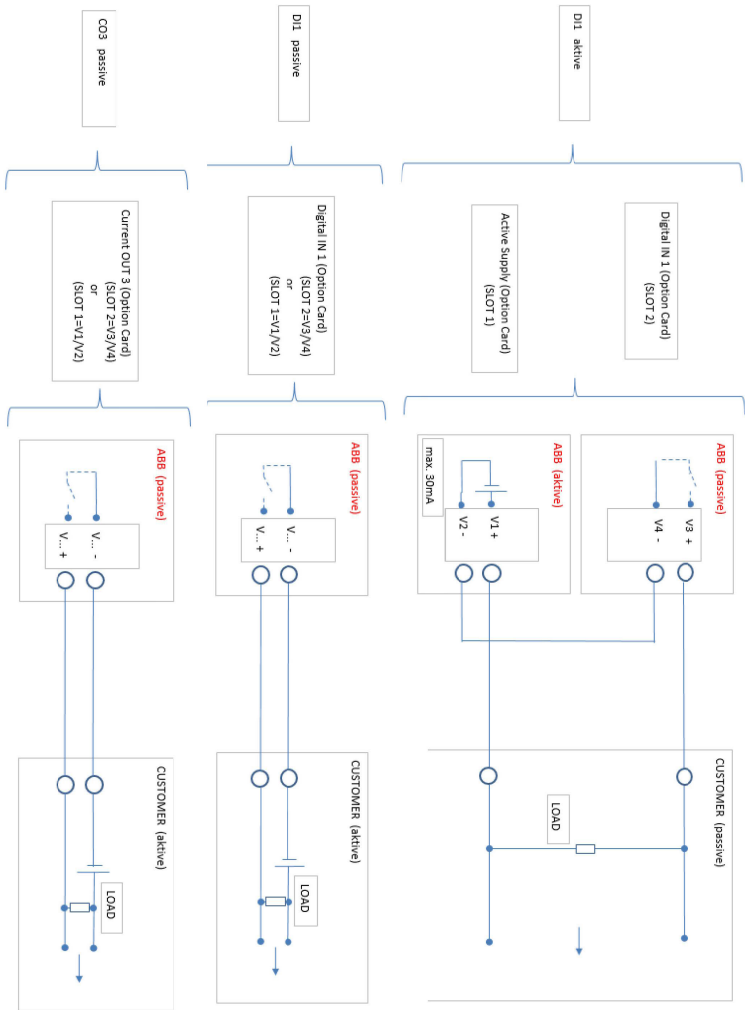 DI1 aktive
Digital IN 1 (Option Card)
(SLOT 2)
Active Supply (Option Card)
(SLOT 1)
ABB (passive)
V3 +
V4 -
ABB (aktive)
V1 +
V2 -
max. 30mA
CUSTOMER (passive)
LOAD
DI1 passive
Digital IN 1 (Option Card)
(SLOT 2=V3/V4)
or
(SLOT 1=V1/V2)
ABB (passive)
V... -
V... +
CUSTOMER (aktive)
LOAD
CO3 passive
Current OUT 3 (Option Card)
(SLOT 2=V3/V4)
or
(SLOT 1=V1/V2)
ABB (passive)
V... -
V... +
CUSTOMER (aktive)
LOAD